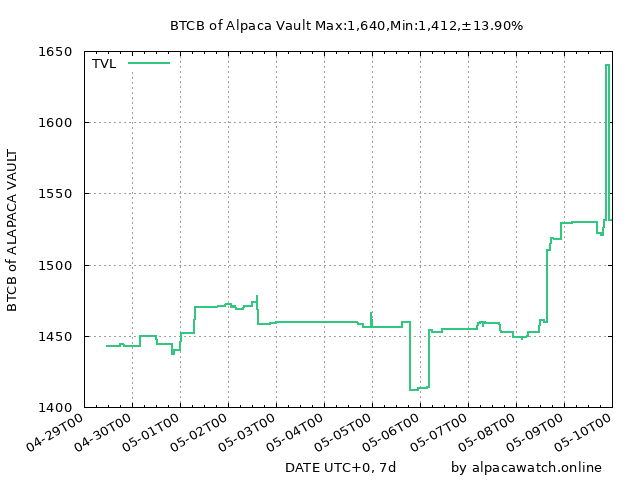 BTCB of Alpaca Vault Max:1,640,Min:1,412,±13.90%
TVL
BTCB of ALAPACA VAULT
1650
1600
1550
1500
1450
1400
04-29T00
04-30T00
05-01T00
05-02T00
05-03T00
05-04T00
05-05T00
05-06T00
05-07T00
05-08T00
05-09T00
05-10T00
DATE UTC+0, 7d
by alpacawatch.online